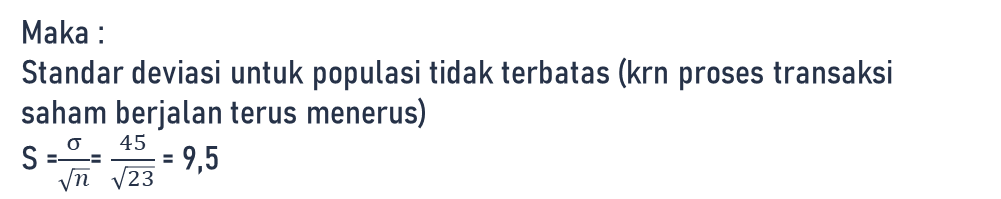 Maka :
Standar deviasi untuk populasi tidak terbatas (krn proses transaksi
saham berjalan terus menerus)
S = σ/√n = 45/√23 = 9,5